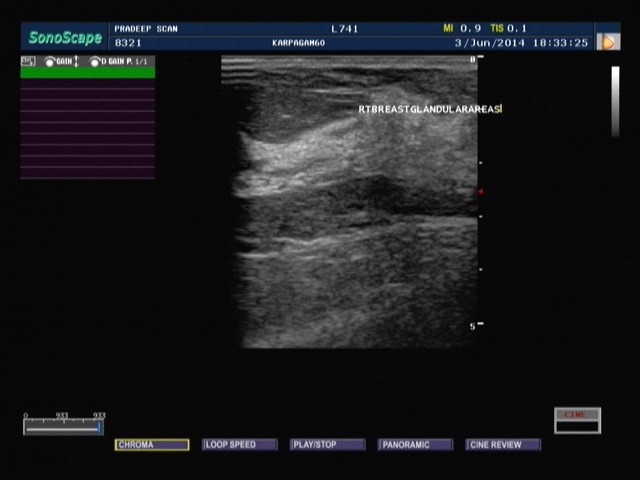 SonoScape
PRADEEP SCAN L741 MI 0.9 TIS 0.1
8321 KARPAGAM60 3/Jun/2014 18:33:25
GAIN D GAIN P. 1/1
0
RTBREASTGLANDULARAREAS
5
0 933 933
CINE
CHROMA LOOP SPEED PLAY/STOP PANORAMIC CINE REVIEW